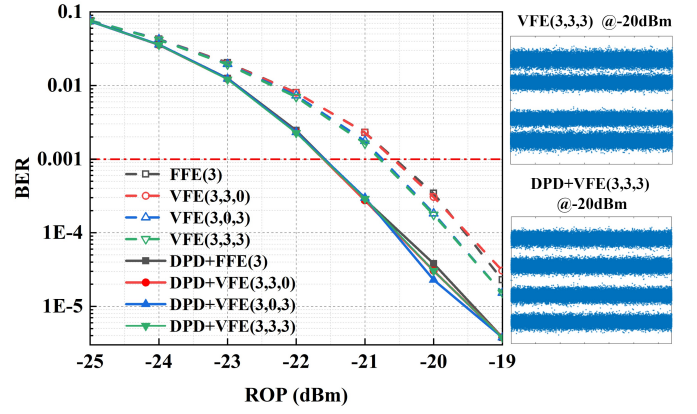 VFE(3,3,3) @-20dBm
0.1
0.01
0.001
1E-4
1E-5
BER
FFE(3)
VFE(3,3,0)
VFE(3,0,3)
VFE(3,3,3)
DPD+FFE(3)
DPD+VFE(3,3,0)
DPD+VFE(3,0,3)
DPD+VFE(3,3,3)
-25 -24 -23 -22 -21 -20 -19
ROP (dBm)
DPD+VFE(3,3,3)
@-20dBm